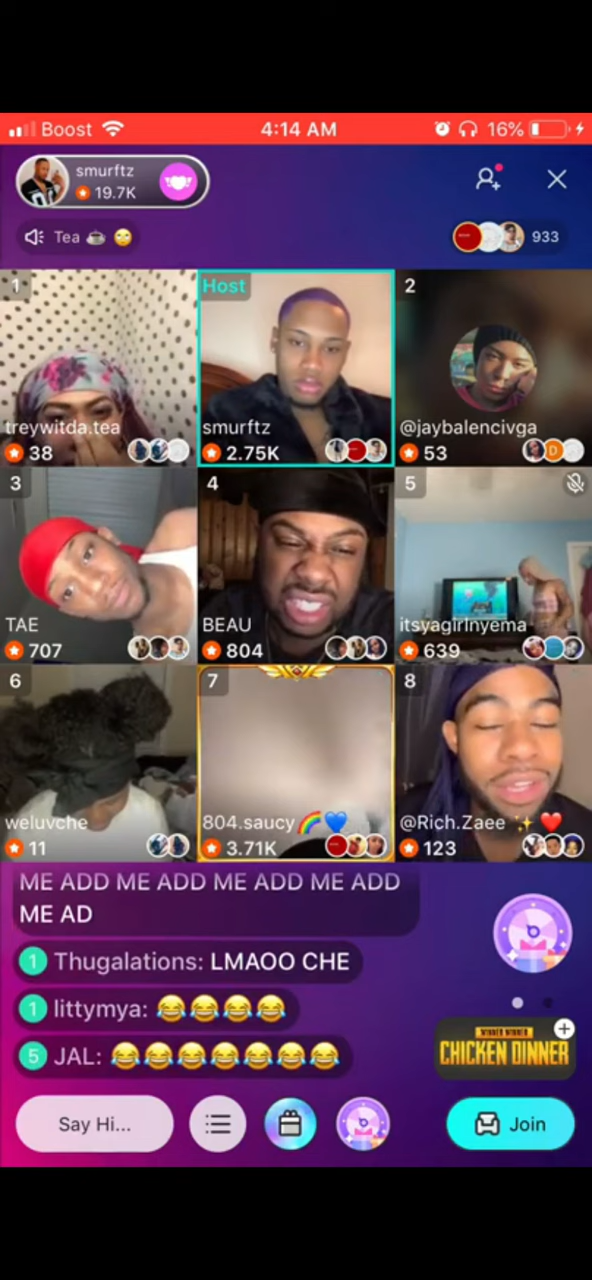 Boost 4:14 AM 16%
smurftz
19.7K
Tea ☕ 🙄 933
1
treywitda.tea
38
Host
smurftz
2.75K
2
@jaybalencivga
53
3
TAE
707
4
BEAU
804
5
itsyagirlnyema
639
6
weluvche
11
7
804.saucy🌈💙
3.71K
8
@Rich.Zaee ✨❤️
123
ME ADD ME ADD ME ADD ME ADD
ME AD
1 Thugalations: LMAOO CHE
1 littymya: 😂😂😂😂
5 JAL: 😂😂😂😂😂😂😂
WINNER WINNER
CHICKEN DINNER
Say Hi...
Join